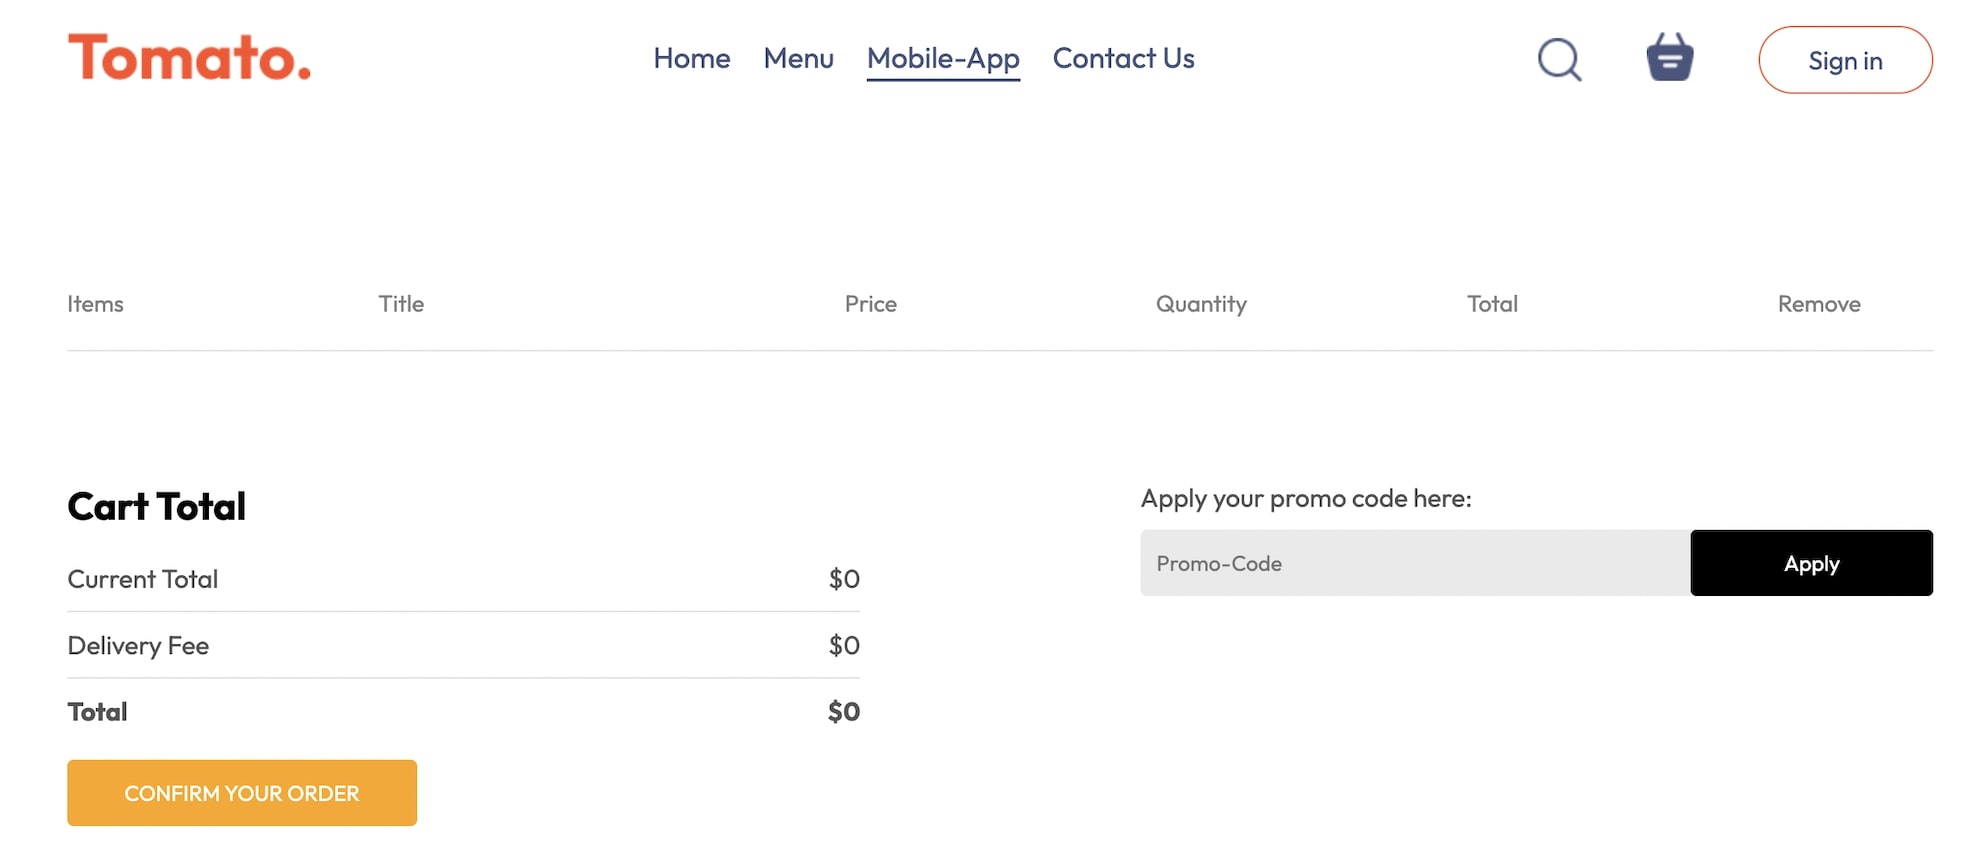 Tomato.
Home Menu Mobile-App Contact Us
Sign in
Items Title Price Quantity Total Remove
Cart Total
Current Total $0
Delivery Fee $0
Total $0
CONFIRM YOUR ORDER
Apply your promo code here:
Promo-Code Apply